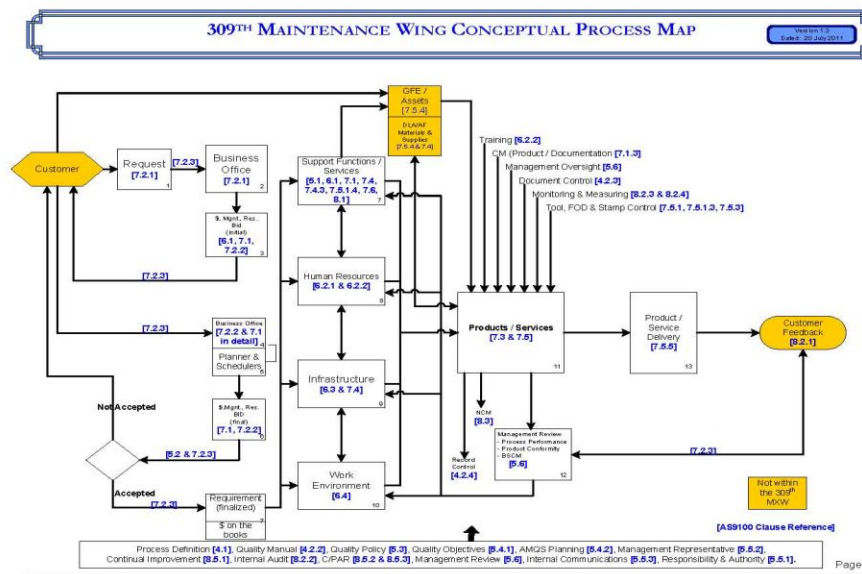 309TH MAINTENANCE WING CONCEPTUAL PROCESS MAP
Version 1.3
Dated: 20 July 2011
GFE /
Assets
[7.5.4]
DLA/AF
Materials &
Supplies
[7.5.4 & 7.4]
Customer
[7.2.3]
Request
[7.2.1]
1
Business
Office
[7.2.1]
2
$, Mgnt., Res.
Bid
(initial)
[6.1, 7.1,
7.2.2]
3
[7.2.3]
Support Functions /
Services
[5.1, 6.1, 7.1, 7.4,
7.4.3, 7.5.1.4, 7.6,
8.1]
7
Training [6.2.2]
CM (Product / Documentation [7.1.3]
Management Oversight [5.6]
Document Control [4.2.3]
Monitoring & Measuring [8.2.3 & 8.2.4]
Tool, FOD & Stamp Control [7.5.1, 7.5.1.3, 7.5.3]
Human Resources
[6.2.1 & 6.2.2]
8
[7.2.3]
Business Office
[7.2.2 & 7.1
in detail]
4
Planner &
Schedulers
5
$,Mgnt., Res.
BID
(final)
[7.1, 7.2.2]
6
Infrastructure
[6.3 & 7.4]
9
Products / Services
[7.3 & 7.5]
11
Product /
Service
Delivery
[7.5.5]
13
Customer
Feedback
[8.2.1]
Not Accepted
[5.2 & 7.2.3]
Accepted
[7.2.3]
Requirement
(finalized)
7
$ on the
books
Work
Environment
[6.4]
10
NCM
[8.3]
Record
Control
[4.2.4]
Management Review
- Process Performance
- Product Conformity
- BSCM
[5.6]
12
[7.2.3]
Not within
the 309th
MXW
[AS9100 Clause Reference]
Process Definition [4.1], Quality Manual [4.2.2], Quality Policy [5.3], Quality Objectives [5.4.1], AMQS Planning [5.4.2], Management Representative [5.5.2],
Continual Improvement [8.5.1], Internal Audit [8.2.2], C/PAR [8.5.2 & 8.5.3], Management Review [5.6], Internal Communications [5.5.3], Responsibility & Authority [5.5.1].
Page